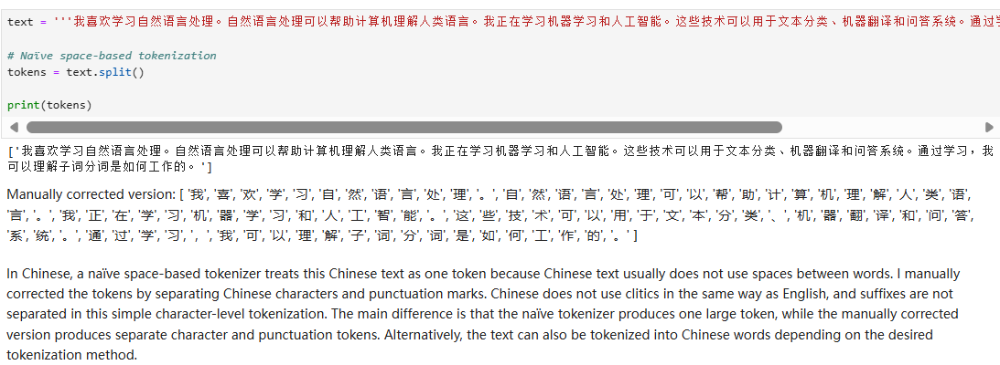 text = '''我喜欢学习自然语言处理。自然语言处理可以帮助计算机理解人类语言。我正在学习机器学习和人工智能。这些技术可以用于文本分类、机器翻译和问答系统。通过
# Naïve space-based tokenization
tokens = text.split()
print(tokens)
['我喜欢学习自然语言处理。自然语言处理可以帮助计算机理解人类语言。我正在学习机器学习和人工智能。这些技术可以用于文本分类、机器翻译和问答系统。通过学习，我
可以理解子词分词是如何工作的。']
Manually corrected version: [ '我', '喜', '欢', '学', '习', '自', '然', '语', '言', '处', '理', '。', '自', '然', '语', '言', '处', '理', '可', '以', '帮', '助', '计', '算', '机', '理', '解', '人', '类', '语',
'言', '。', '我', '正', '在', '学', '习', '机', '器', '学', '习', '和', '人', '工', '智', '能', '。', '这', '些', '技', '术', '可', '以', '用', '于', '文', '本', '分', '类', '、', '机', '器', '翻', '译', '和', '问', '答',
'系', '统', '。', '通', '过', '学', '习', '，', '我', '可', '以', '理', '解', '子', '词', '分', '词', '是', '如', '何', '工', '作', '的', '。' ]
In Chinese, a naïve space-based tokenizer treats this Chinese text as one token because Chinese text usually does not use spaces between words. I manually
corrected the tokens by separating Chinese characters and punctuation marks. Chinese does not use clitics in the same way as English, and suffixes are not
separated in this simple character-level tokenization. The main difference is that the naïve tokenizer produces one large token, while the manually corrected
version produces separate character and punctuation tokens. Alternatively, the text can also be tokenized into Chinese words depending on the desired
tokenization method.